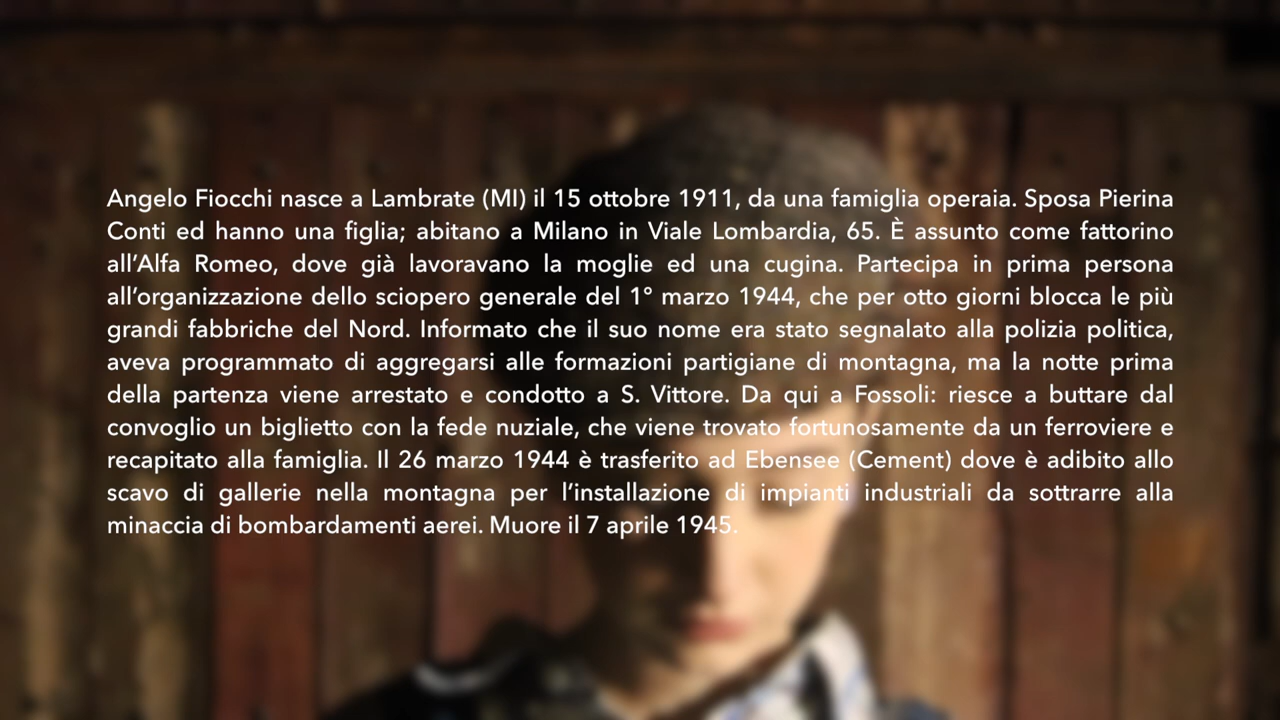 Angelo Fiocchi nasce a Lambrate (MI) il 15 ottobre 1911, da una famiglia operaia. Sposa Pierina
Conti ed hanno una figlia; abitano a Milano in Viale Lombardia, 65. È assunto come fattorino
all’Alfa Romeo, dove già lavoravano la moglie ed una cugina. Partecipa in prima persona
all’organizzazione dello sciopero generale del 1° marzo 1944, che per otto giorni blocca le più
grandi fabbriche del Nord. Informato che il suo nome era stato segnalato alla polizia politica,
aveva programmato di aggregarsi alle formazioni partigiane di montagna, ma la notte prima
della partenza viene arrestato e condotto a S. Vittore. Da qui a Fossoli: riesce a buttare dal
convoglio un biglietto con la fede nuziale, che viene trovato fortunosamente da un ferroviere e
recapitato alla famiglia. Il 26 marzo 1944 è trasferito ad Ebensee (Cement) dove è adibito allo
scavo di gallerie nella montagna per l’installazione di impianti industriali da sottrarre alla
minaccia di bombardamenti aerei. Muore il 7 aprile 1945.